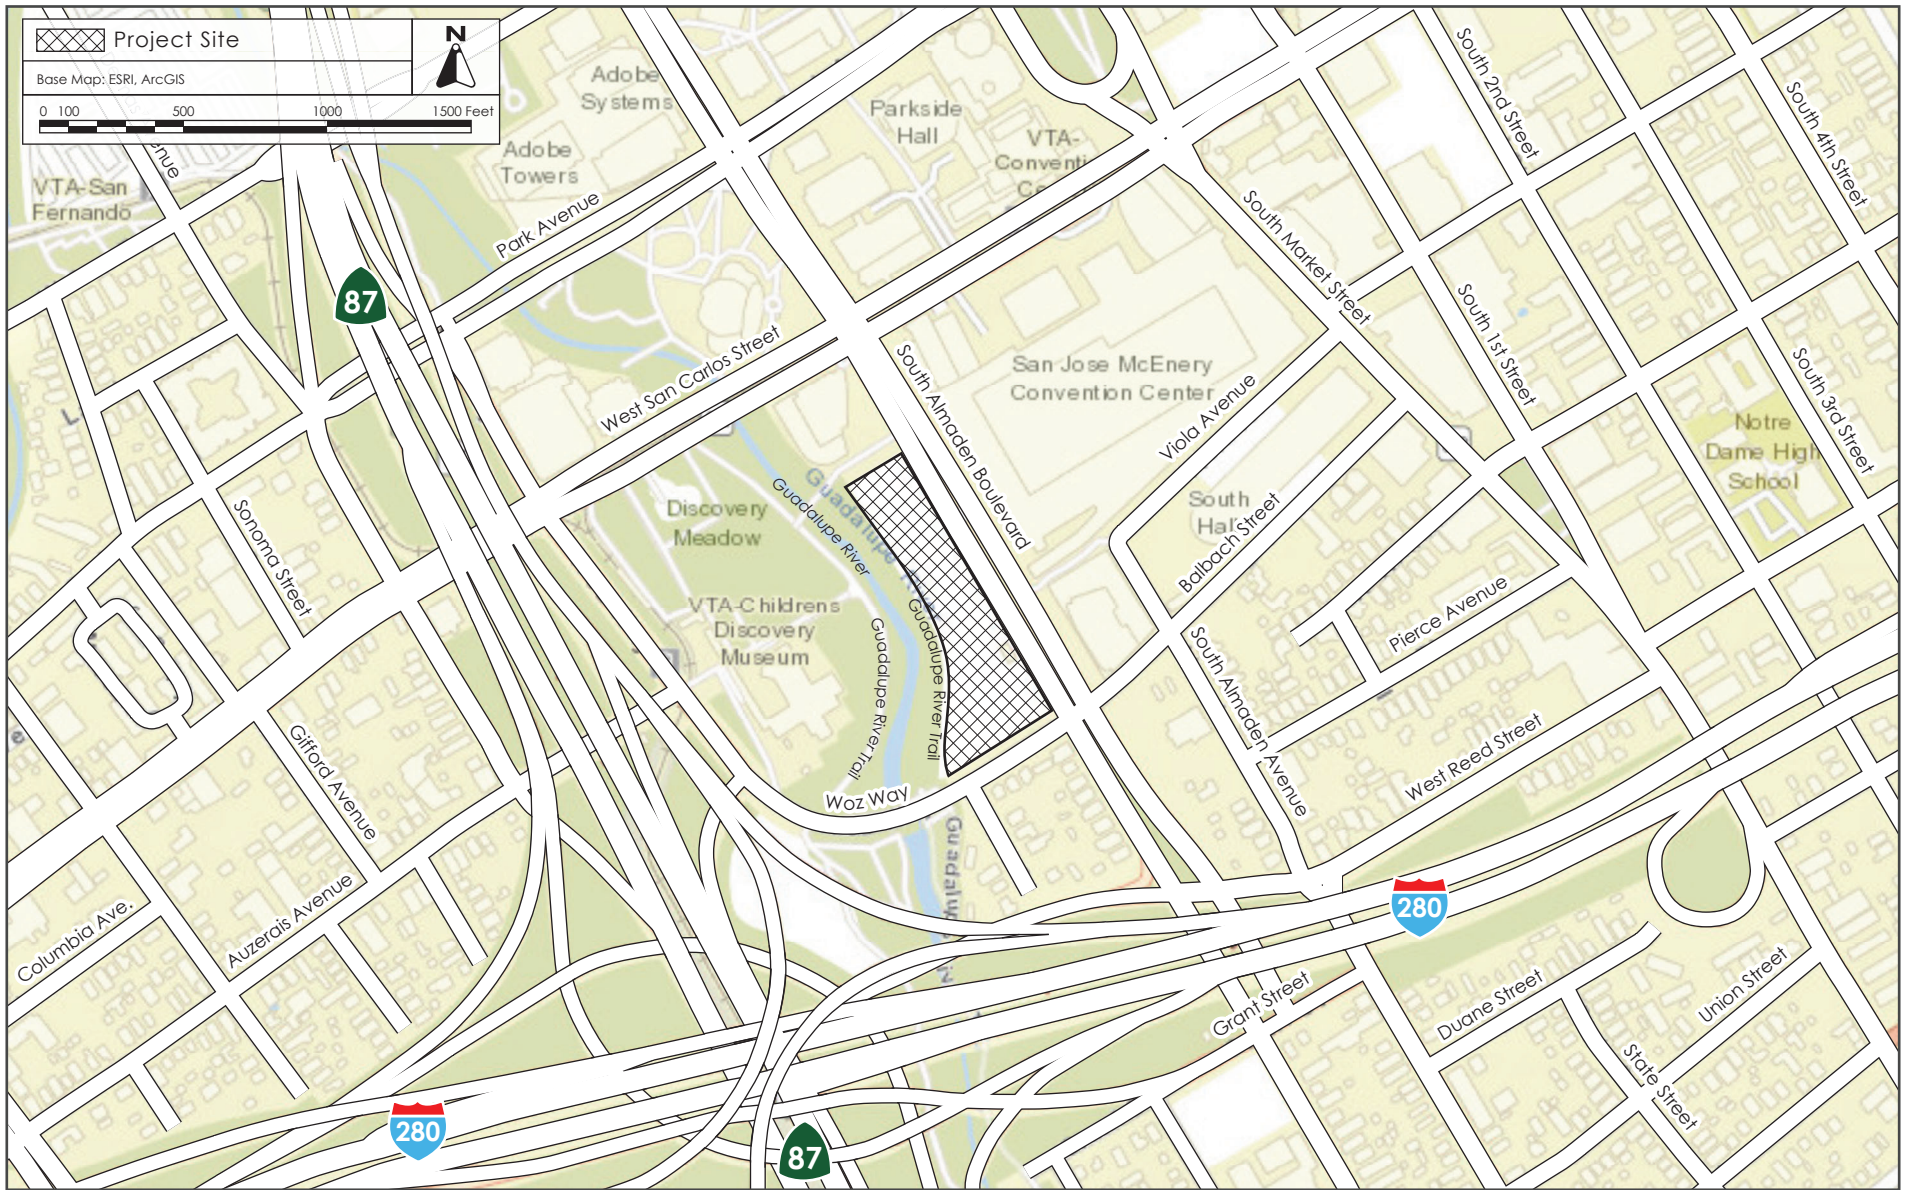 Project Site
Base Map: ESRI, ArcGIS
0 100 500 1000 1500 Feet
N
Adobe
Systems
Adobe
Towers
Parkside
Hall
VTA-
VTA-San
Fernando
Park Avenue
87
West San Carlos Street
South Almaden Boulevard
San Jose McEnery
Convention Center
Viola Avenue
South Market Street
South 1st Street
South 2nd Street
South 3rd Street
South 4th Street
Notre
Dame High
School
South
Hall
Balbach Street
Pierce Avenue
South Almaden Avenue
West Reed Street
Discovery
Meadow
Guadalupe River
Guadalupe
VTA-Childrens
Discovery
Museum
Guadalupe River Trail
Guadalupe River Trail
Woz Way
Sonoma Street
Gifford Avenue
Auzerais Avenue
Columbia Ave.
280
280
87
Grant Street
Duane Street
Union Street
State Street